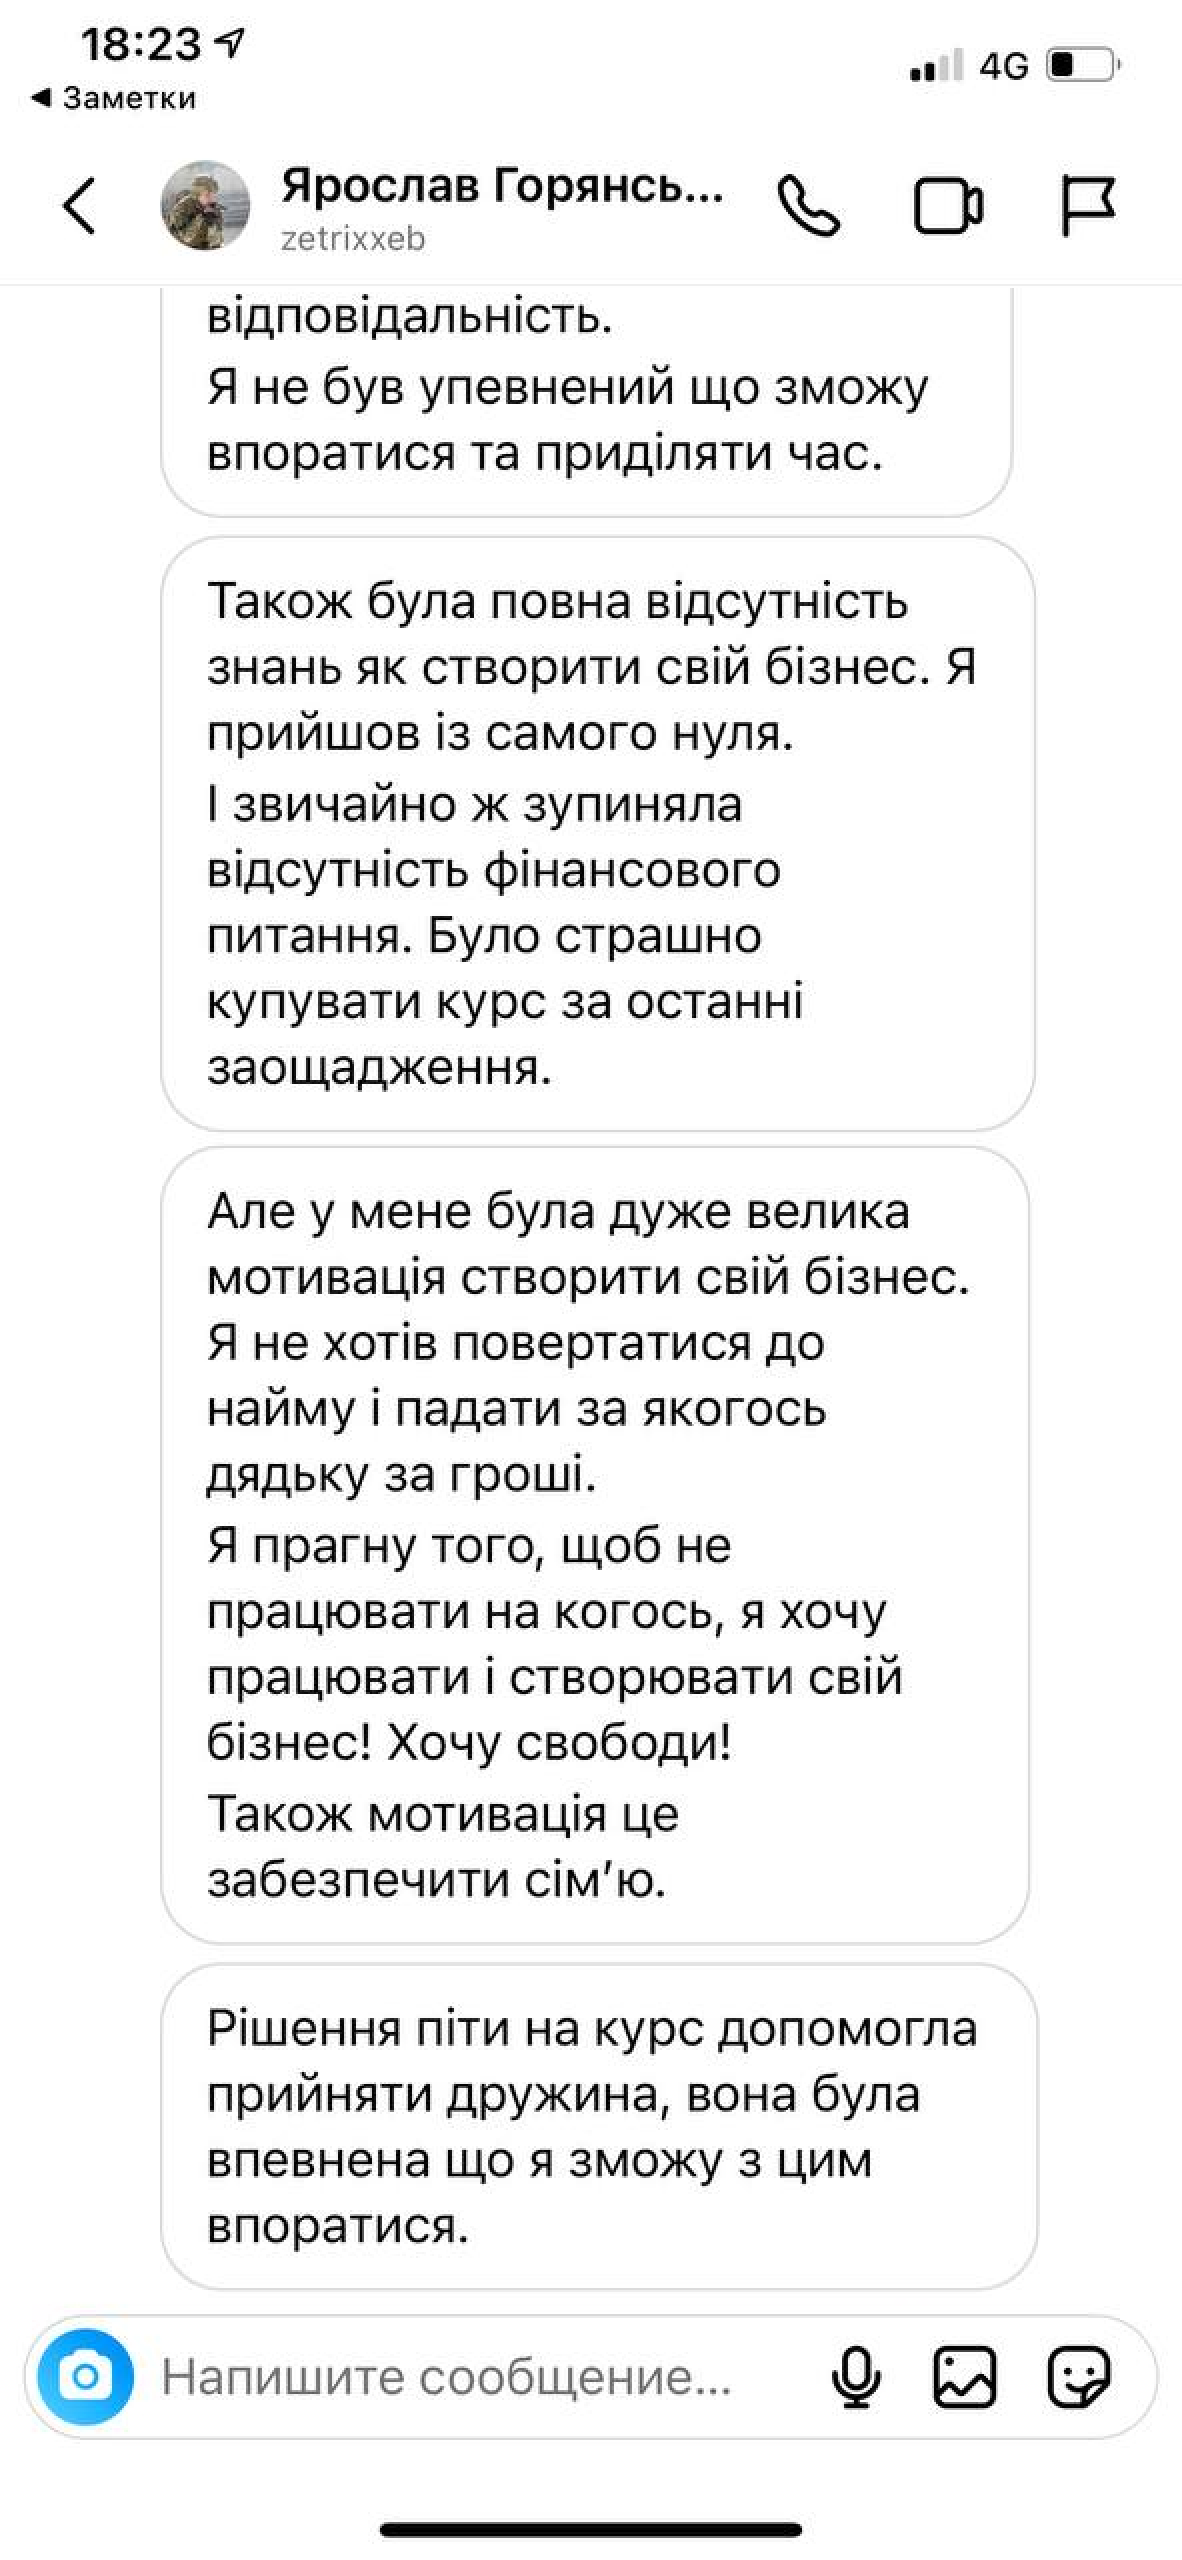 18:23
4G
◀ Заметки
Ярослав Горянсь...
zetrixxeb
відповідальність.
Я не був упевнений що зможу
впоратися та приділяти час.
Також була повна відсутність
знань як створити свій бізнес. Я
прийшов із самого нуля.
І звичайно ж зупиняла
відсутність фінансового
питання. Було страшно
купувати курс за останні
заощадження.
Але у мене була дуже велика
мотивація створити свій бізнес.
Я не хотів повертатися до
найму і падати за якогось
дядьку за гроші.
Я прагну того, щоб не
працювати на когось, я хочу
працювати і створювати свій
бізнес! Хочу свободи!
Також мотивація це
забезпечити сім’ю.
Рішення піти на курс допомогла
прийняти дружина, вона була
впевнена що я зможу з цим
впоратися.
Напишите сообщение...